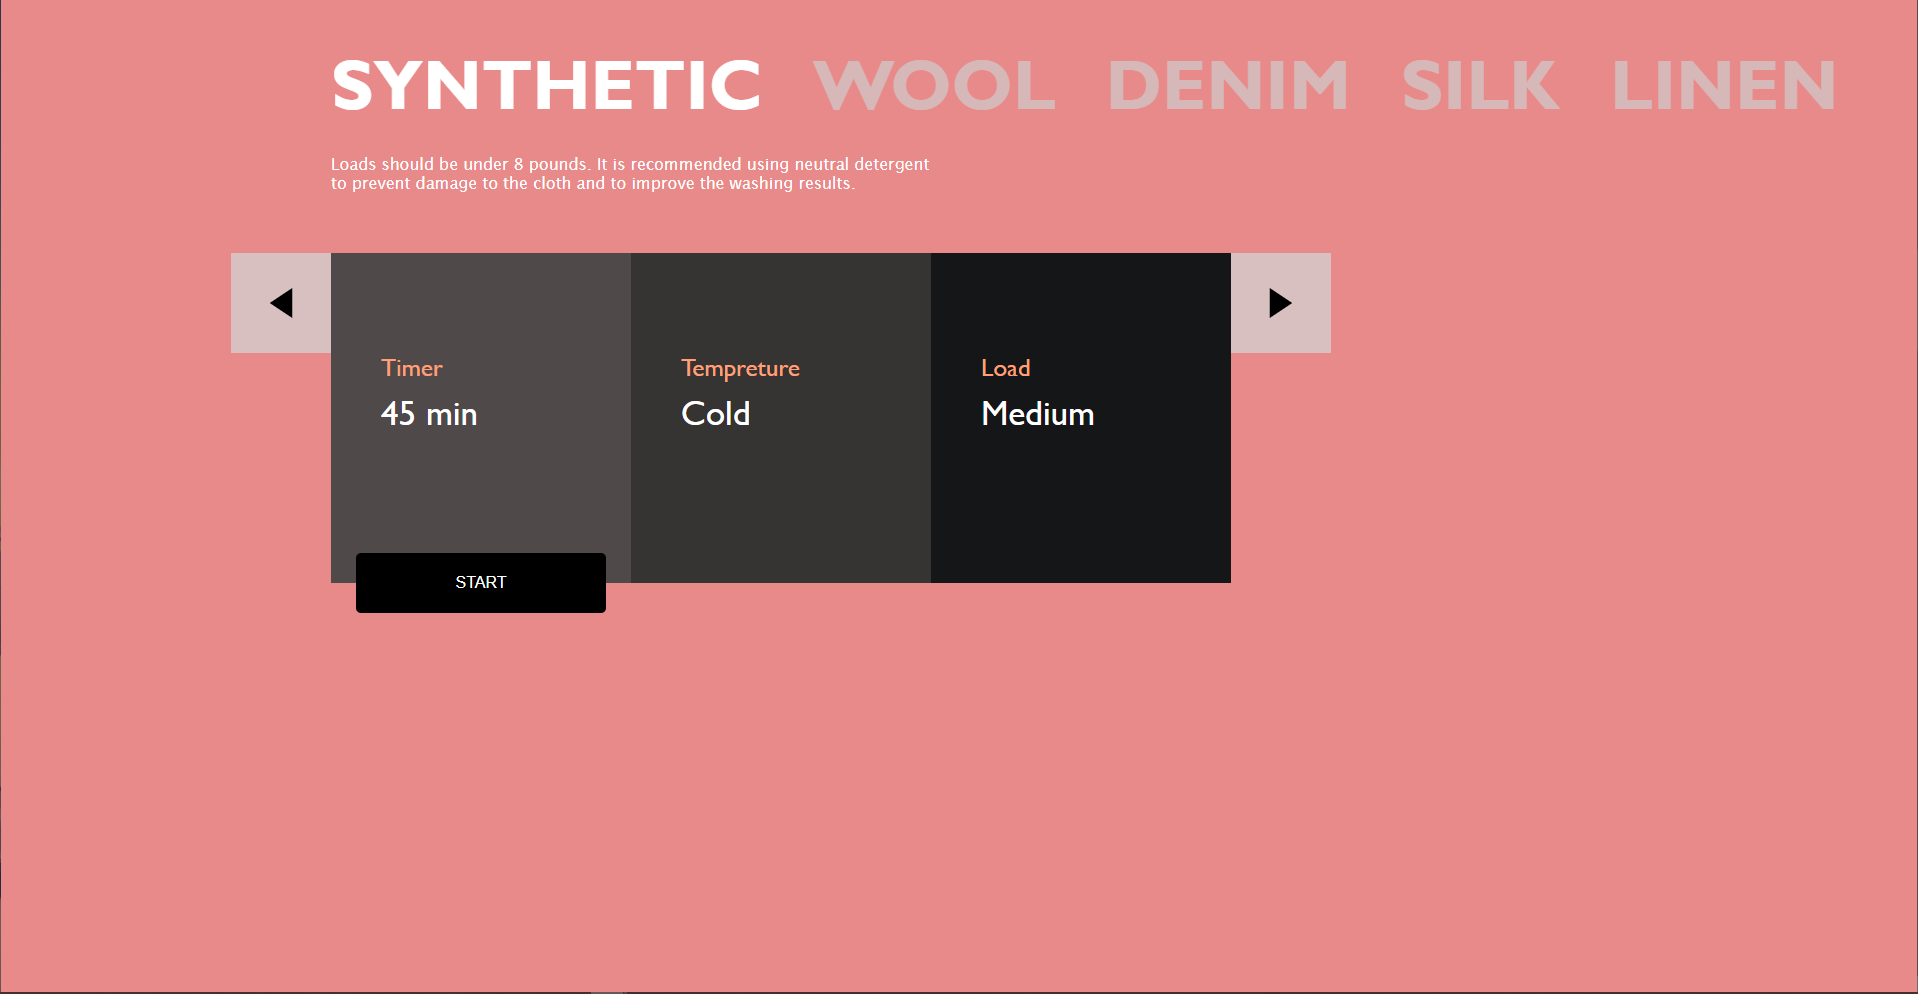 SYNTHETIC WOOL DENIM SILK LINEN
Loads should be under 8 pounds. It is recommended using neutral detergent
to prevent damage to the cloth and to improve the washing results.
Timer
45 min
Tempreture
Cold
Load
Medium
START